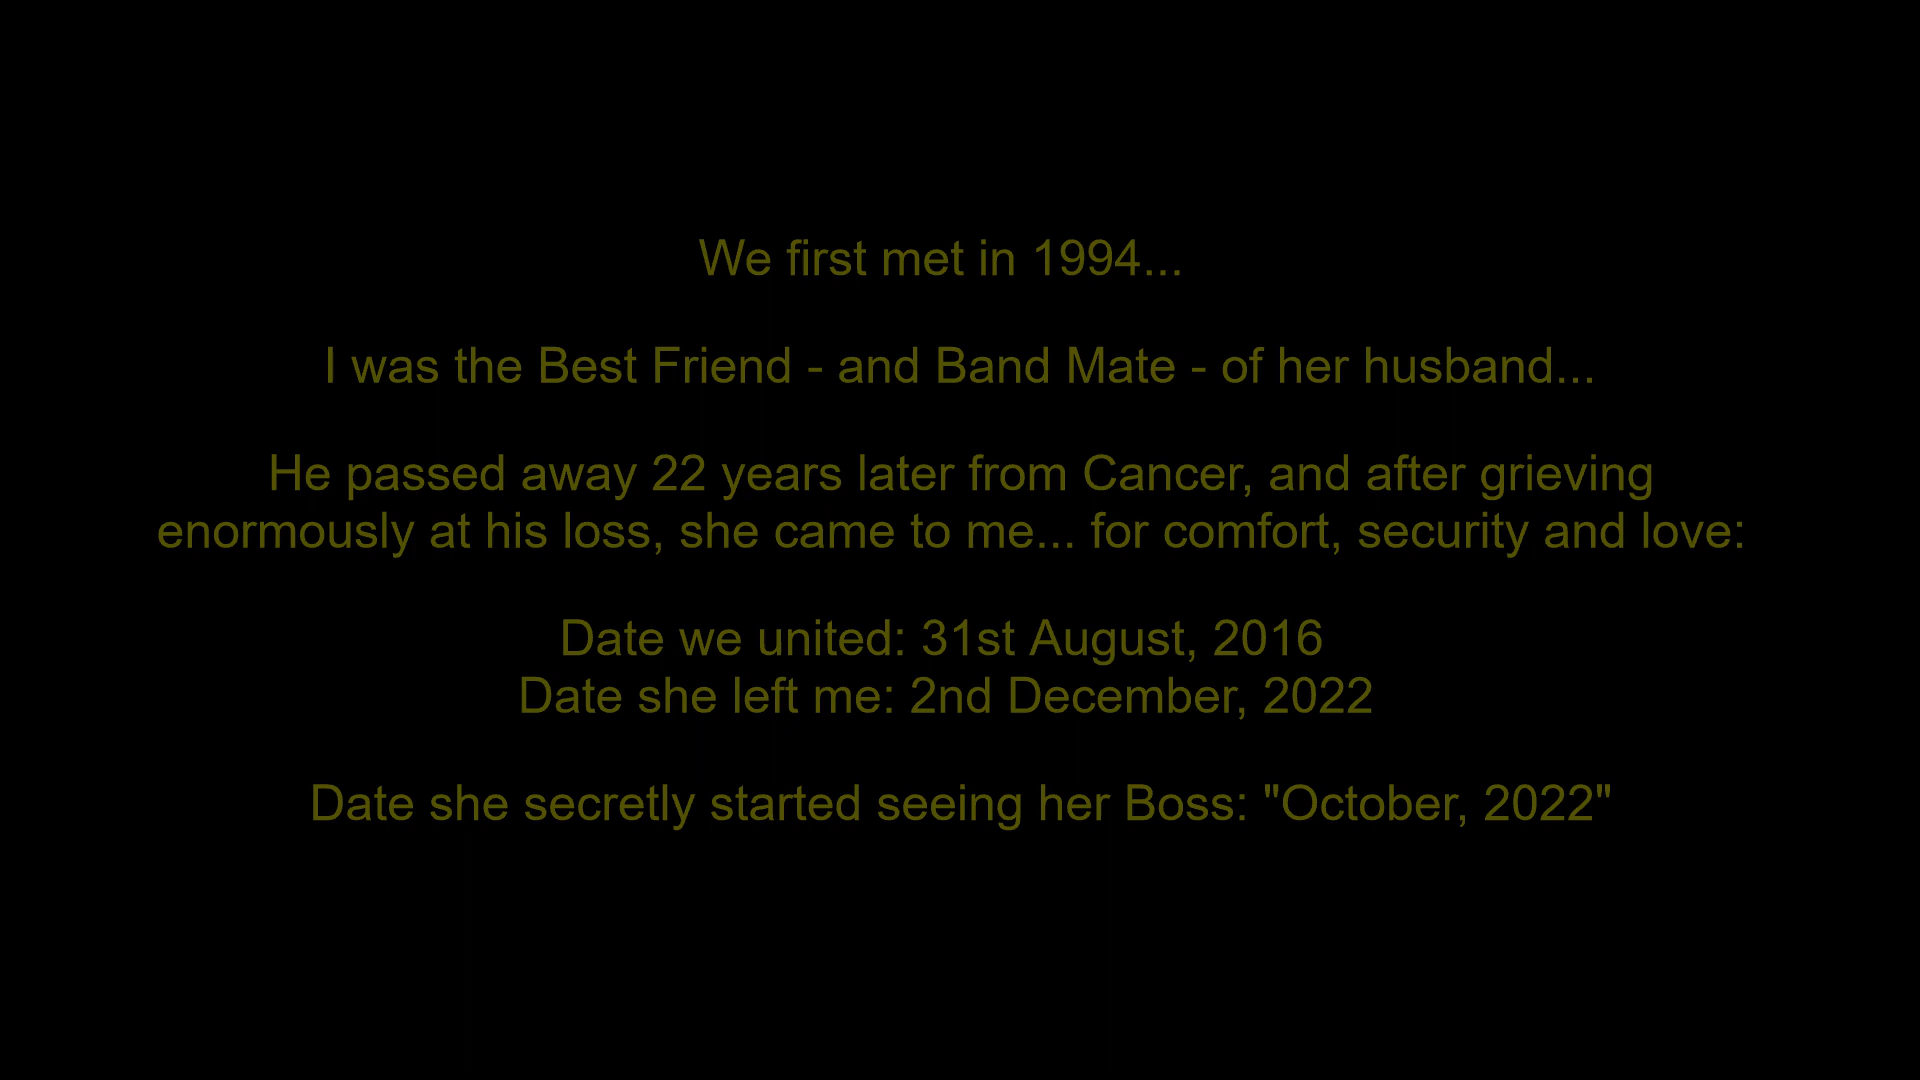 We first met in 1994...
I was the Best Friend - and Band Mate - of her husband...
He passed away 22 years later from Cancer, and after grieving
enormously at his loss, she came to me... for comfort, security and love:
Date we united: 31st August, 2016
Date she left me: 2nd December, 2022
Date she secretly started seeing her Boss: "October, 2022"